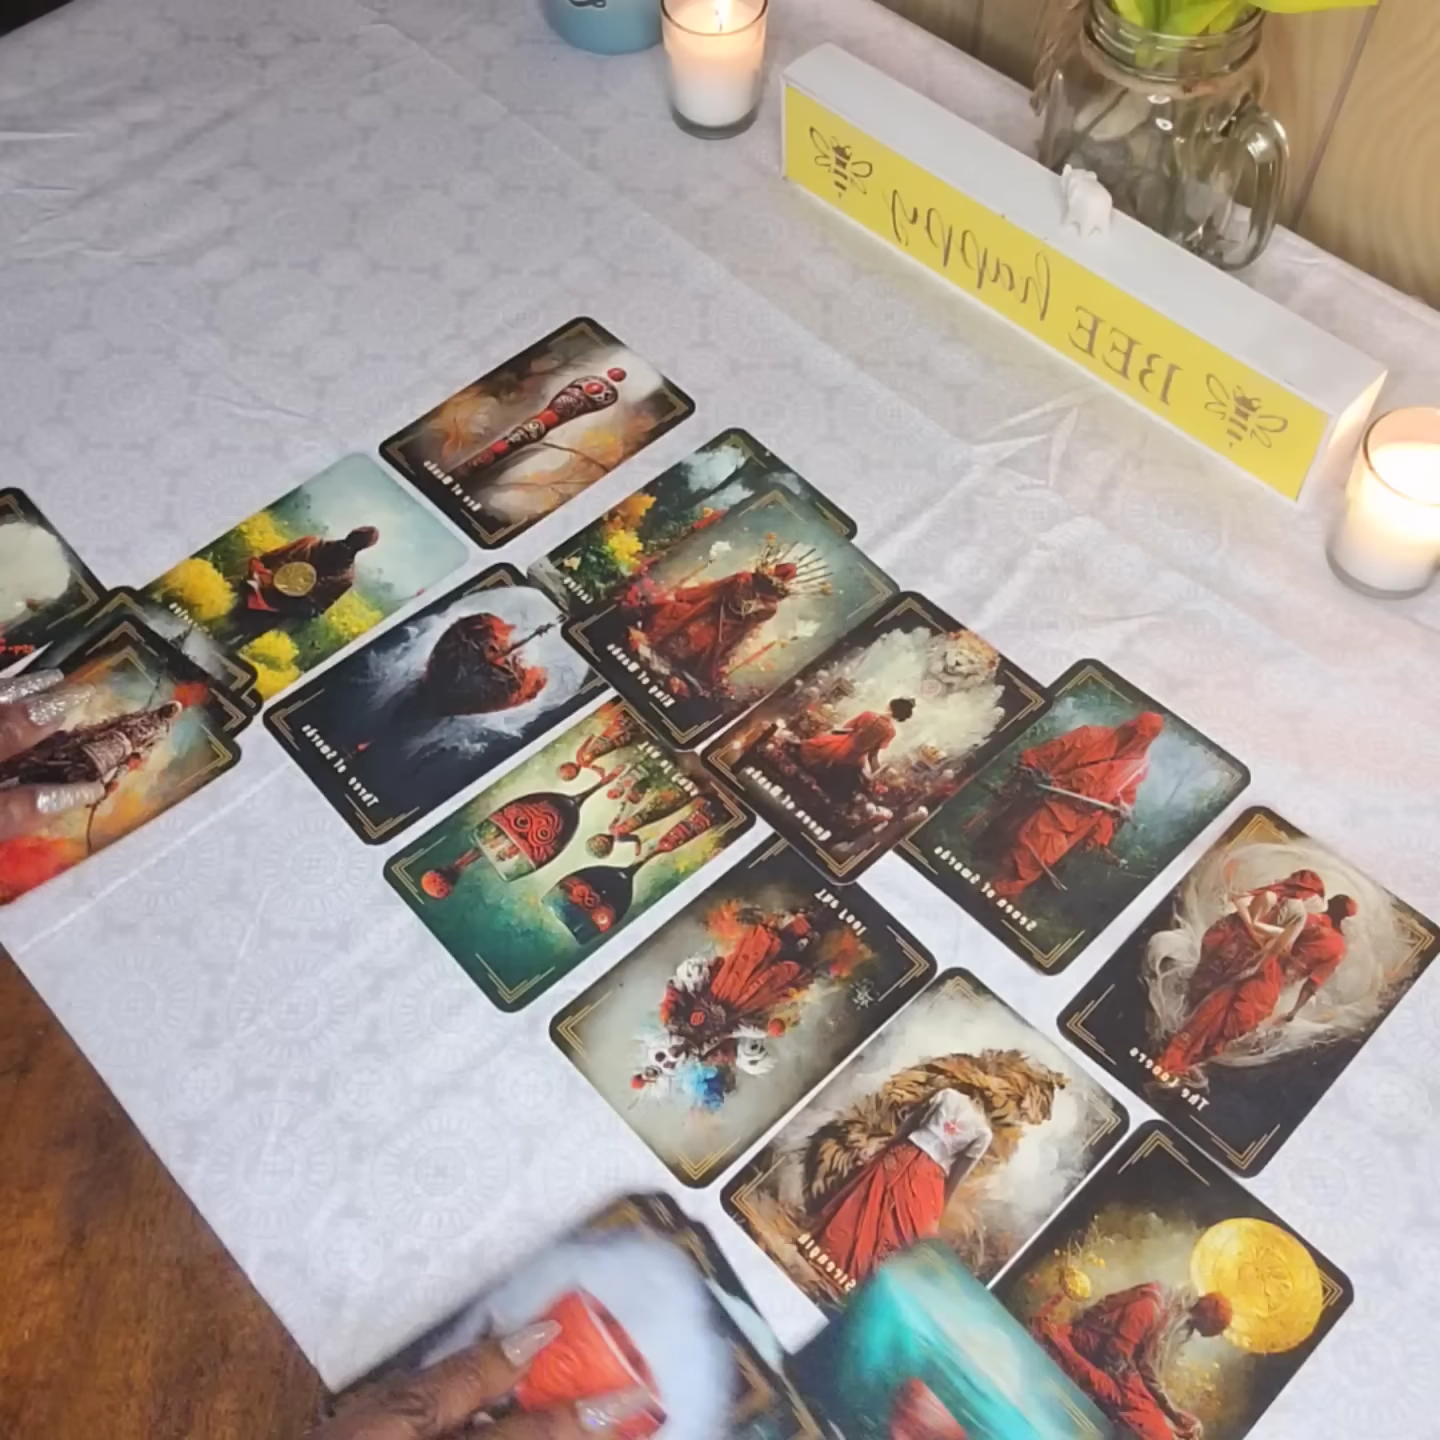 BEE happy
Ace of Wands
Three of Swords
King of Wands
Queen of Wands
Seven of Swords
THE FOOL
The Lovers
Strength